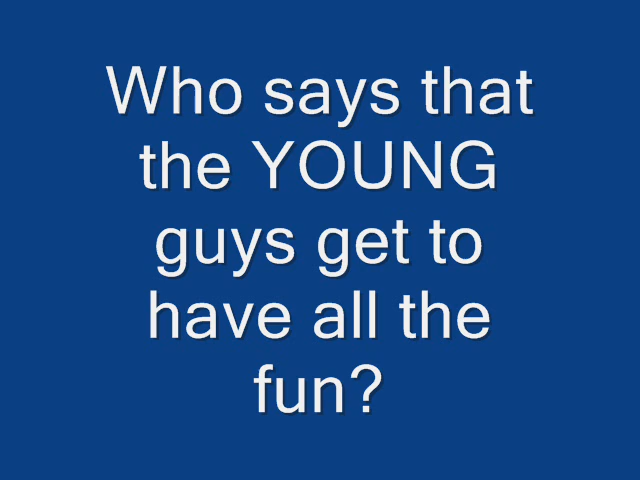 Who says that
the YOUNG
guys get to
have all the
fun?